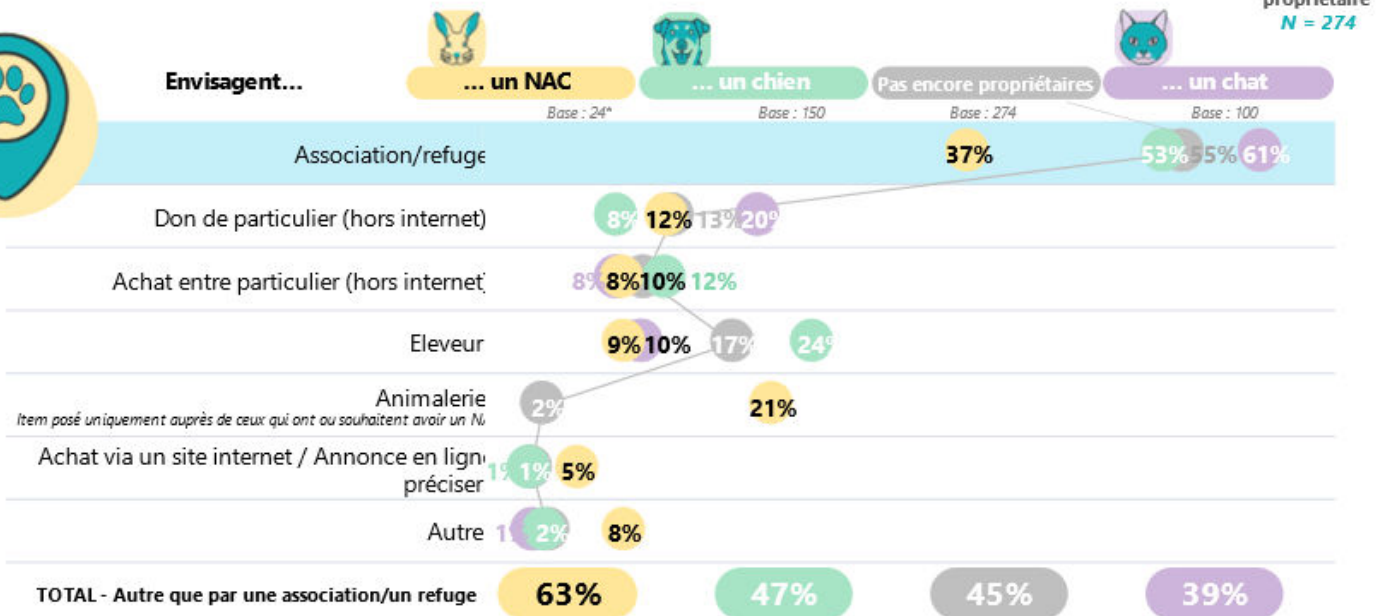 propriétaire
N = 274
Envisagent... ... un NAC ... un chien Pas encore propriétaires ... un chat
Base : 24* Base : 150 Base : 274 Base : 100
Association/refuge 37% 53% 55% 61%
Don de particulier (hors internet) 8% 12% 13% 20%
Achat entre particulier (hors internet) 8% 8% 10% 12%
Eleveur 9% 10% 17% 24%
Animalerie 2% 21%
Item posé uniquement auprès de ceux qui ont ou souhaitent avoir un
Achat via un site internet / Annonce en ligne 1% 1% 5%
préciser
Autre 1% 2% 8%
TOTAL - Autre que par une association/un refuge 63% 47% 45% 39%